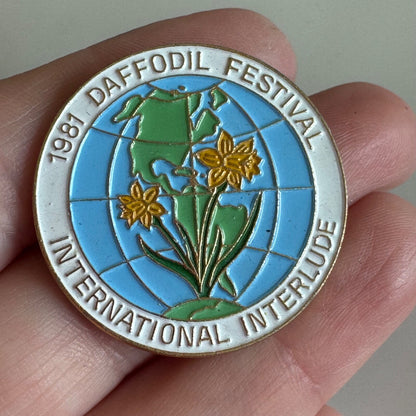 1981 DAFFODIL FESTIVAL
INTERNATIONAL INTERLUDE